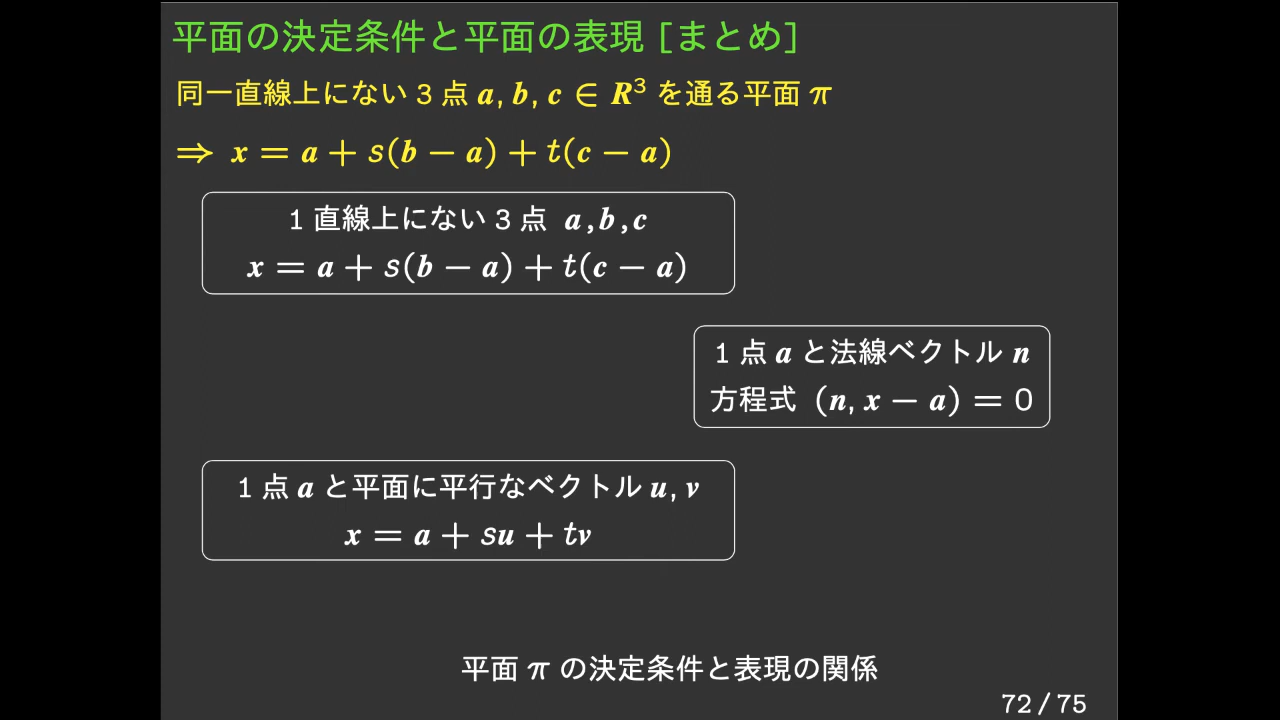 平面の決定条件と平面の表現 [まとめ]
同一直線上にない 3 点 a, b, c ∈ R³ を通る平面 π
⇒ x = a + s(b − a) + t(c − a)
1 直線上にない 3 点 a,b,c
x = a + s(b − a) + t(c − a)
1 点 a と法線ベクトル n
方程式 (n, x − a) = 0
1 点 a と平面に平行なベクトル u, v
x = a + su + tv
平面 π の決定条件と表現の関係
72 / 75